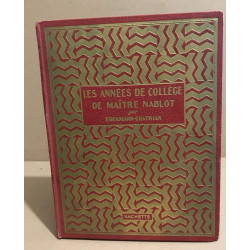 LES ANNÉES DE COLLÈGE
DE MAÎTRE NABLOT
par
ERCKMANN-CHATRIAN
HACHETTE